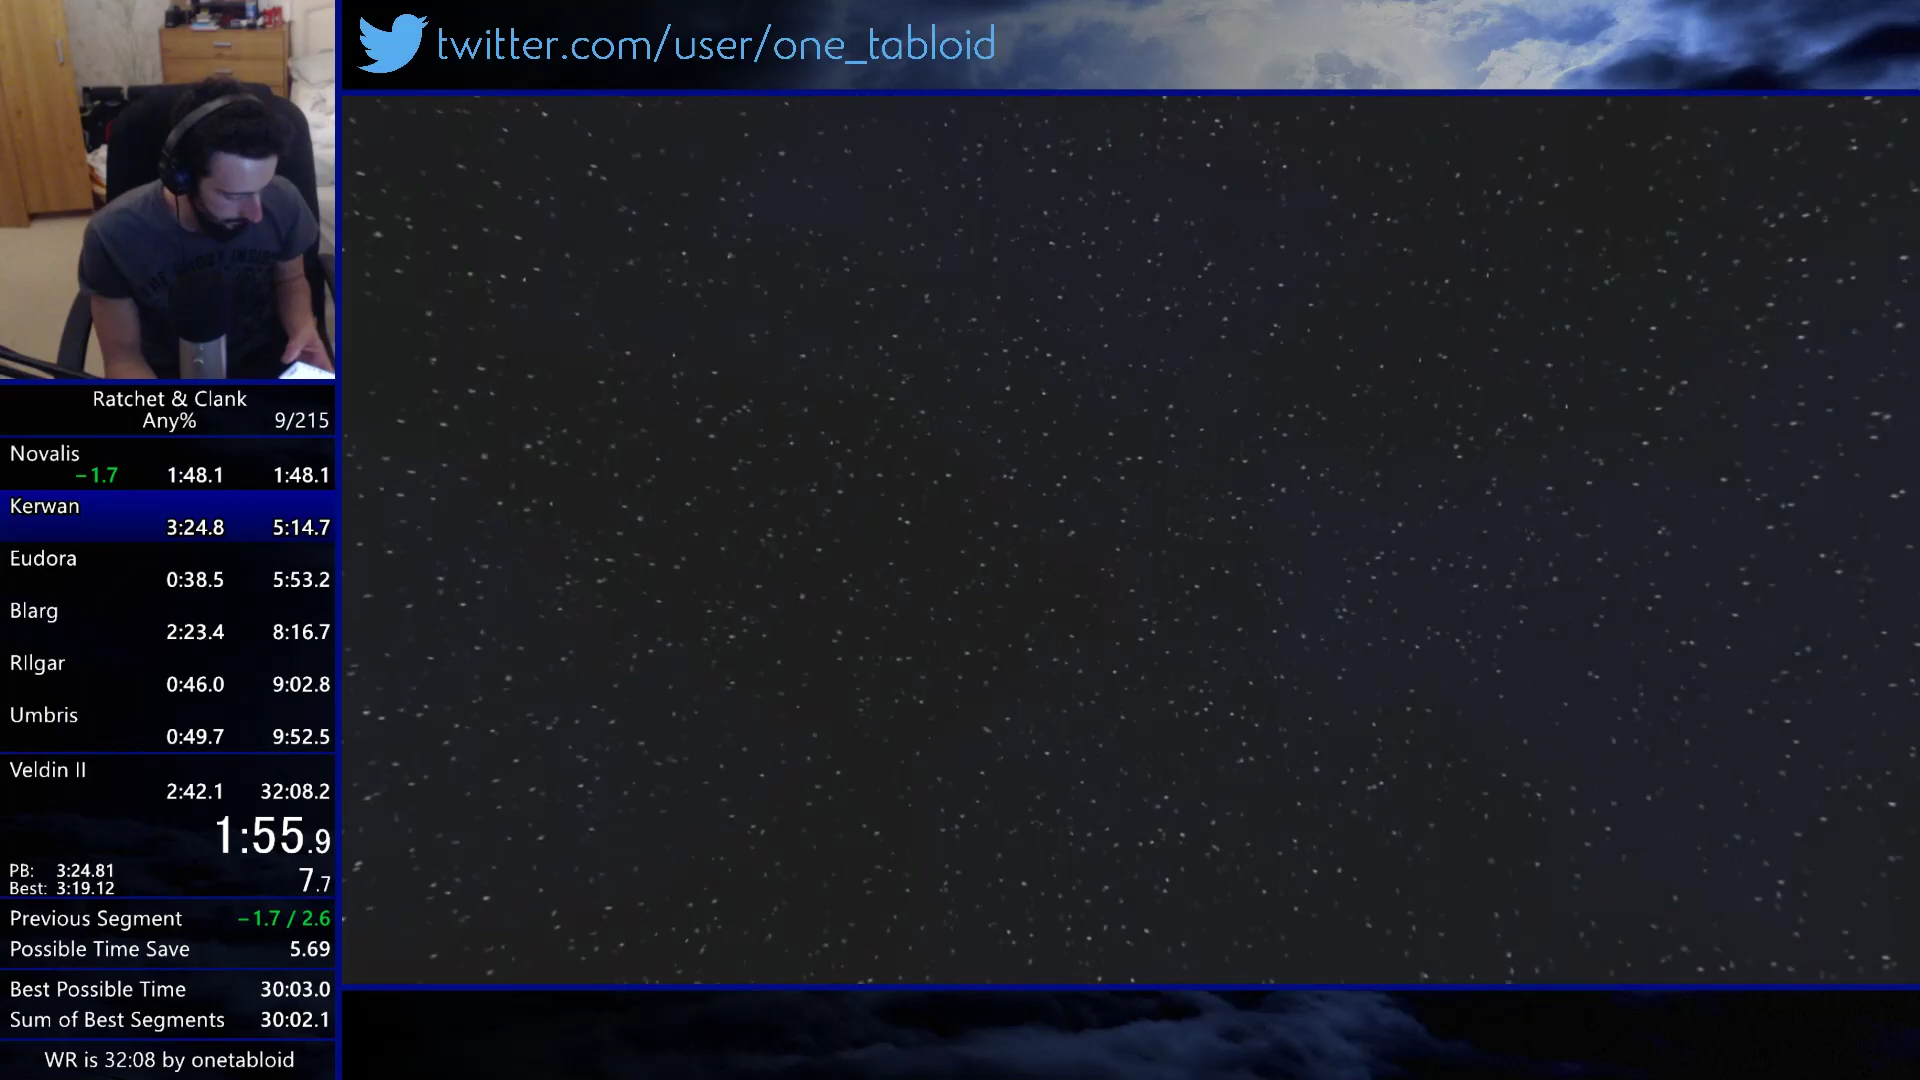 twitter.com/user/one_tabloid
Ratchet & Clank
Any% 9/215
Novalis
-1.7 1:48.1 1:48.1
Kerwan
3:24.8 5:14.7
Eudora
0:38.5 5:53.2
Blarg
2:23.4 8:16.7
RIlgar
0:46.0 9:02.8
Umbris
0:49.7 9:52.5
Veldin II
2:42.1 32:08.2
1:55.9
PB: 3:24.81
Best: 3:19.12 7.7
Previous Segment -1.7 / 2.6
Possible Time Save 5.69
Best Possible Time 30:03.0
Sum of Best Segments 30:02.1
WR is 32:08 by onetabloid